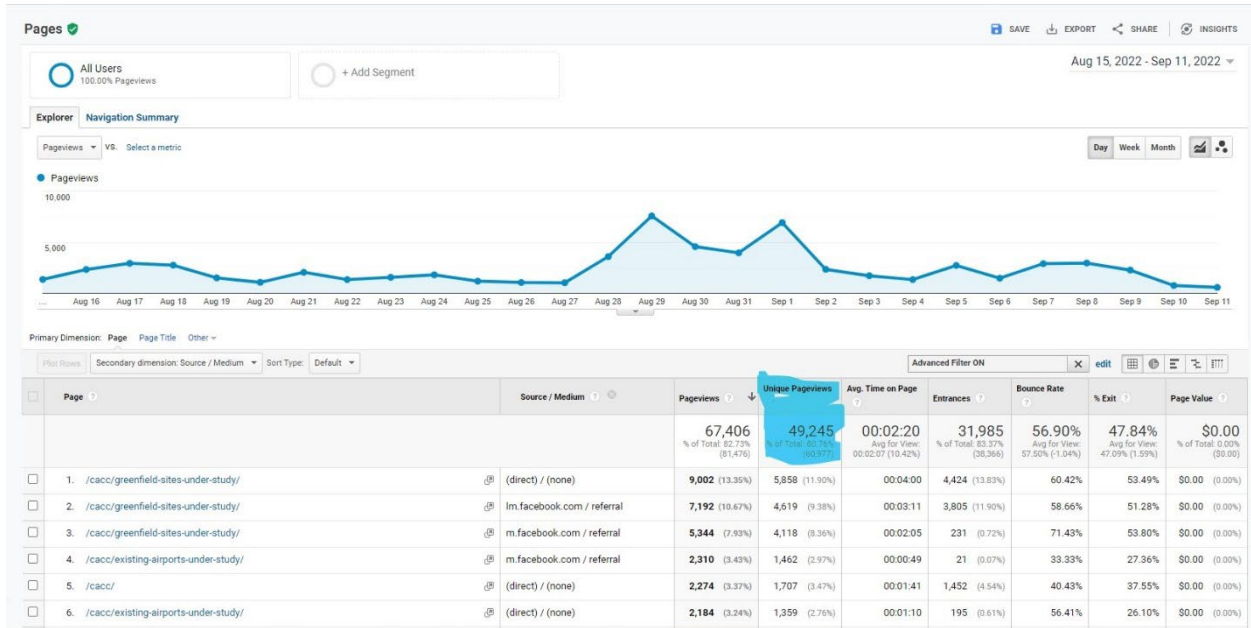 Pages
SAVE EXPORT SHARE INSIGHTS
All Users
100.00% Pageviews
+ Add Segment
Aug 15, 2022 - Sep 11, 2022
Explorer Navigation Summary
Pageviews VS. Select a metric
Day Week Month
Pageviews
10,000
5,000
... Aug 16 Aug 17 Aug 18 Aug 19 Aug 20 Aug 21 Aug 22 Aug 23 Aug 24 Aug 25 Aug 26 Aug 27 Aug 28 Aug 29 Aug 30 Aug 31 Sep 1 Sep 2 Sep 3 Sep 4 Sep 5 Sep 6 Sep 7 Sep 8 Sep 9 Sep 10 Sep 11
Primary Dimension: Page Page Title Other
Plot Rows Secondary dimension: Source / Medium Sort Type: Default Advanced Filter ON edit
Page Source / Medium Pageviews Unique Pageviews Avg. Time on Page Entrances Bounce Rate % Exit Page Value
67,406 49,245 00:02:20 31,985 56.90% 47.84% $0.00
% of Total: 82.73% % of Total: 80.76% Avg for View: % of Total: 83.37% Avg for View: Avg for View: % of Total: 0.00%
(81,476) (60,977) 00:02:07 (10.42%) (38,366) 57.50% (-1.04%) 47.09% (1.59%) ($0.00)
1. /cacc/greenfield-sites-under-study/ (direct) / (none) 9,002 (13.35%) 5,858 (11.90%) 00:04:00 4,424 (13.83%) 60.42% 53.49% $0.00 (0.00%)
2. /cacc/greenfield-sites-under-study/ lm.facebook.com / referral 7,192 (10.67%) 4,619 (9.38%) 00:03:11 3,805 (11.90%) 58.66% 51.28% $0.00 (0.00%)
3. /cacc/greenfield-sites-under-study/ m.facebook.com / referral 5,344 (7.93%) 4,118 (8.36%) 00:02:05 231 (0.72%) 71.43% 53.80% $0.00 (0.00%)
4. /cacc/existing-airports-under-study/ m.facebook.com / referral 2,310 (3.43%) 1,462 (2.97%) 00:00:49 21 (0.07%) 33.33% 27.36% $0.00 (0.00%)
5. /cacc/ (direct) / (none) 2,274 (3.37%) 1,707 (3.47%) 00:01:41 1,452 (4.54%) 40.43% 37.55% $0.00 (0.00%)
6. /cacc/existing-airports-under-study/ (direct) / (none) 2,184 (3.24%) 1,359 (2.76%) 00:01:10 195 (0.61%) 56.41% 26.10% $0.00 (0.00%)